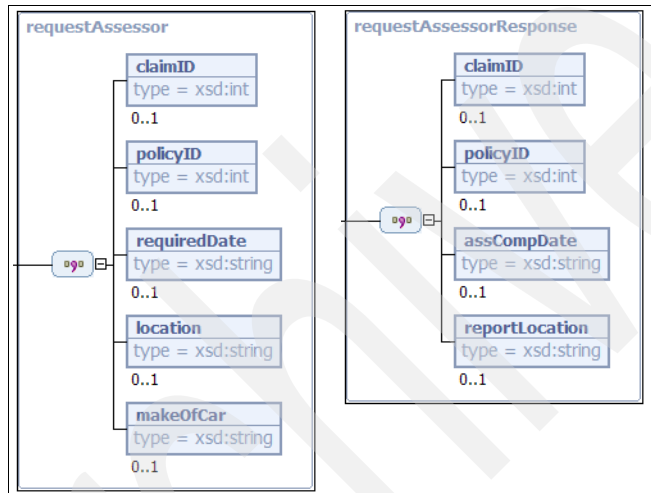 requestAssessor
claimID
type = xsd:int
0..1
policyID
type = xsd:int
0..1
requiredDate
type = xsd:string
0..1
location
type = xsd:string
0..1
makeOfCar
type = xsd:string
0..1
requestAssessorResponse
claimID
type = xsd:int
0..1
policyID
type = xsd:int
0..1
assCompDate
type = xsd:string
0..1
reportLocation
type = xsd:string
0..1